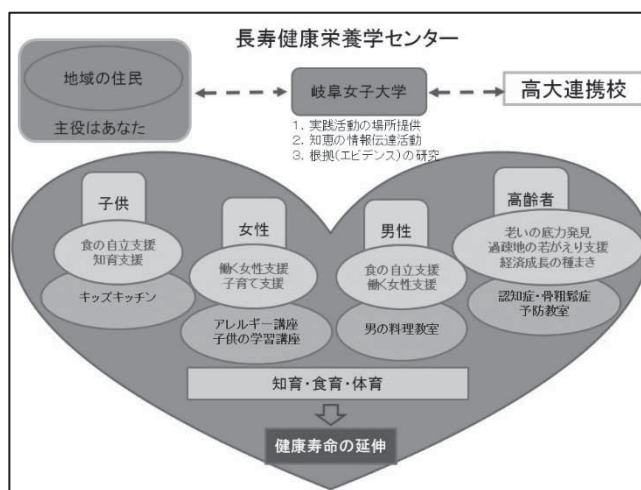 長寿健康栄養学センター
地域の住民
主役はあなた
岐阜女子大学
高大連携校
1. 実践活動の場所提供
2. 知恵の情報伝達活動
3. 根拠(エビデンス)の研究
子供
食の自立支援
知育支援
キッズキッチン
女性
働く女性支援
子育て支援
アレルギー講座
子供の学習講座
男性
食の自立支援
働く女性支援
男の料理教室
高齢者
老いの底力発見
過疎地の若がえり支援
経済成長の種まき
認知症・骨粗鬆症
予防教室
知育・食育・体育
健康寿命の延伸